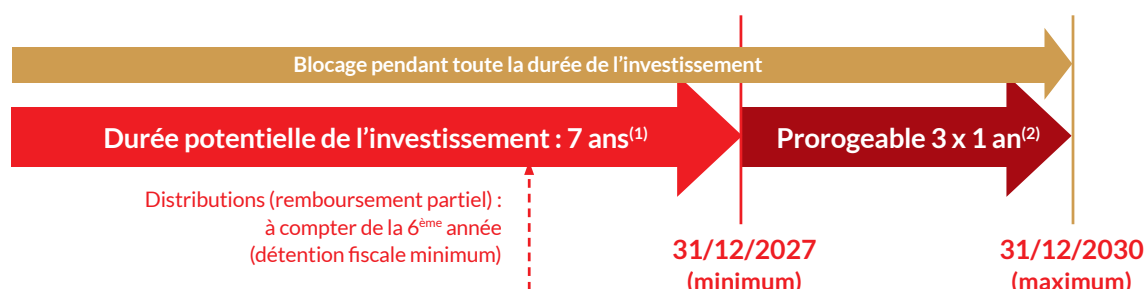 Blocage pendant toute la durée de l'investissement
Durée potentielle de l'investissement : 7 ans(1)
Prorogeable 3 x 1 an(2)
Distributions (remboursement partiel) :
à compter de la 6ème année
(détention fiscale minimum)
31/12/2027
(minimum)
31/12/2030
(maximum)